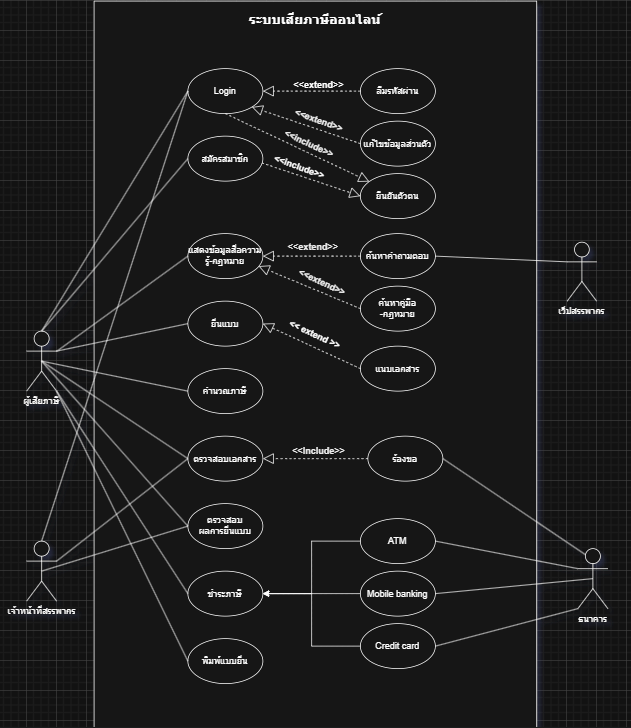 ระบบเสียภาษีออนไลน์
Login
<<extend>>
ลืมรหัสผ่าน
<<extend>>
แก้ไขข้อมูลส่วนตัว
<<include>>
สมัครสมาชิก
<<include>>
ยืนยันตัวตน
แสดงข้อมูลสื่อความ
รู้-กฎหมาย
<<extend>>
ค้นหาคำถามตอบ
<<extend>>
ค้นหาคู่มือ
-กฎหมาย
เว็ปสรรพากร
ยื่นแบบ
<< extend >>
แนบเอกสาร
คำนวณภาษี
ผู้เสียภาษี
ตรวจสอบเอกสาร
<<Include>>
ร้องขอ
ตรวจสอบ
ผลการยื่นแบบ
ATM
ชำระภาษี
Mobile banking
เจ้าหน้าที่สรรพากร
ธนาคาร
Credit card
พิมพ์แบบยื่น